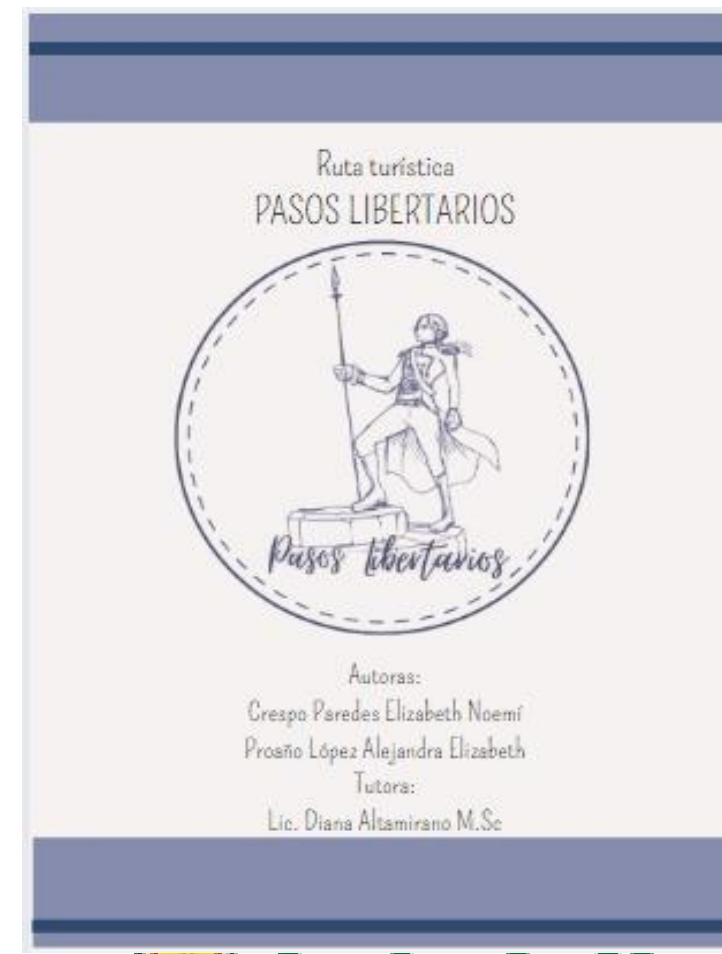 Ruta turística
PASOS LIBERTARIOS
Pasos libertarios
Autoras:
Crespo Paredes Elizabeth Noemí
Proaño López Alejandra Elizabeth
Tutora:
Lic. Diana Altamirano M.Sc